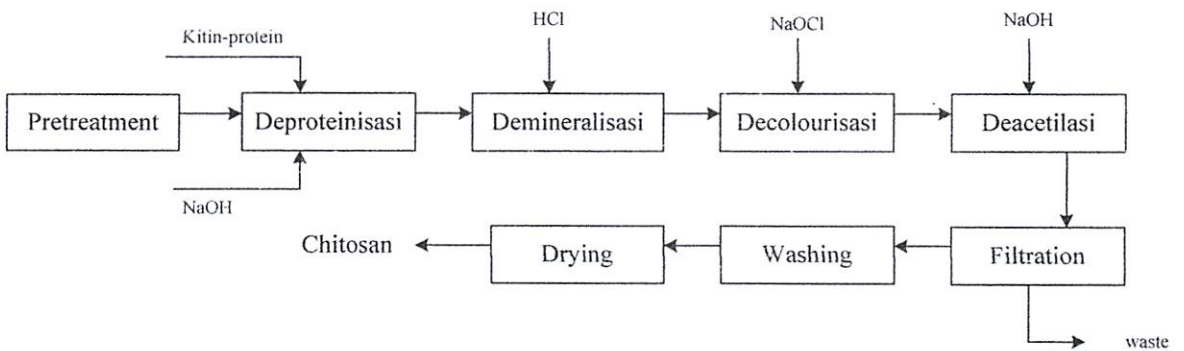 HCl
NaOCl
NaOH
Kitin-protein
Pretreatment
Deproteinisasi
Demineralisasi
Decolourisasi
Deacetilasi
NaOH
Chitosan
Drying
Washing
Filtration
waste